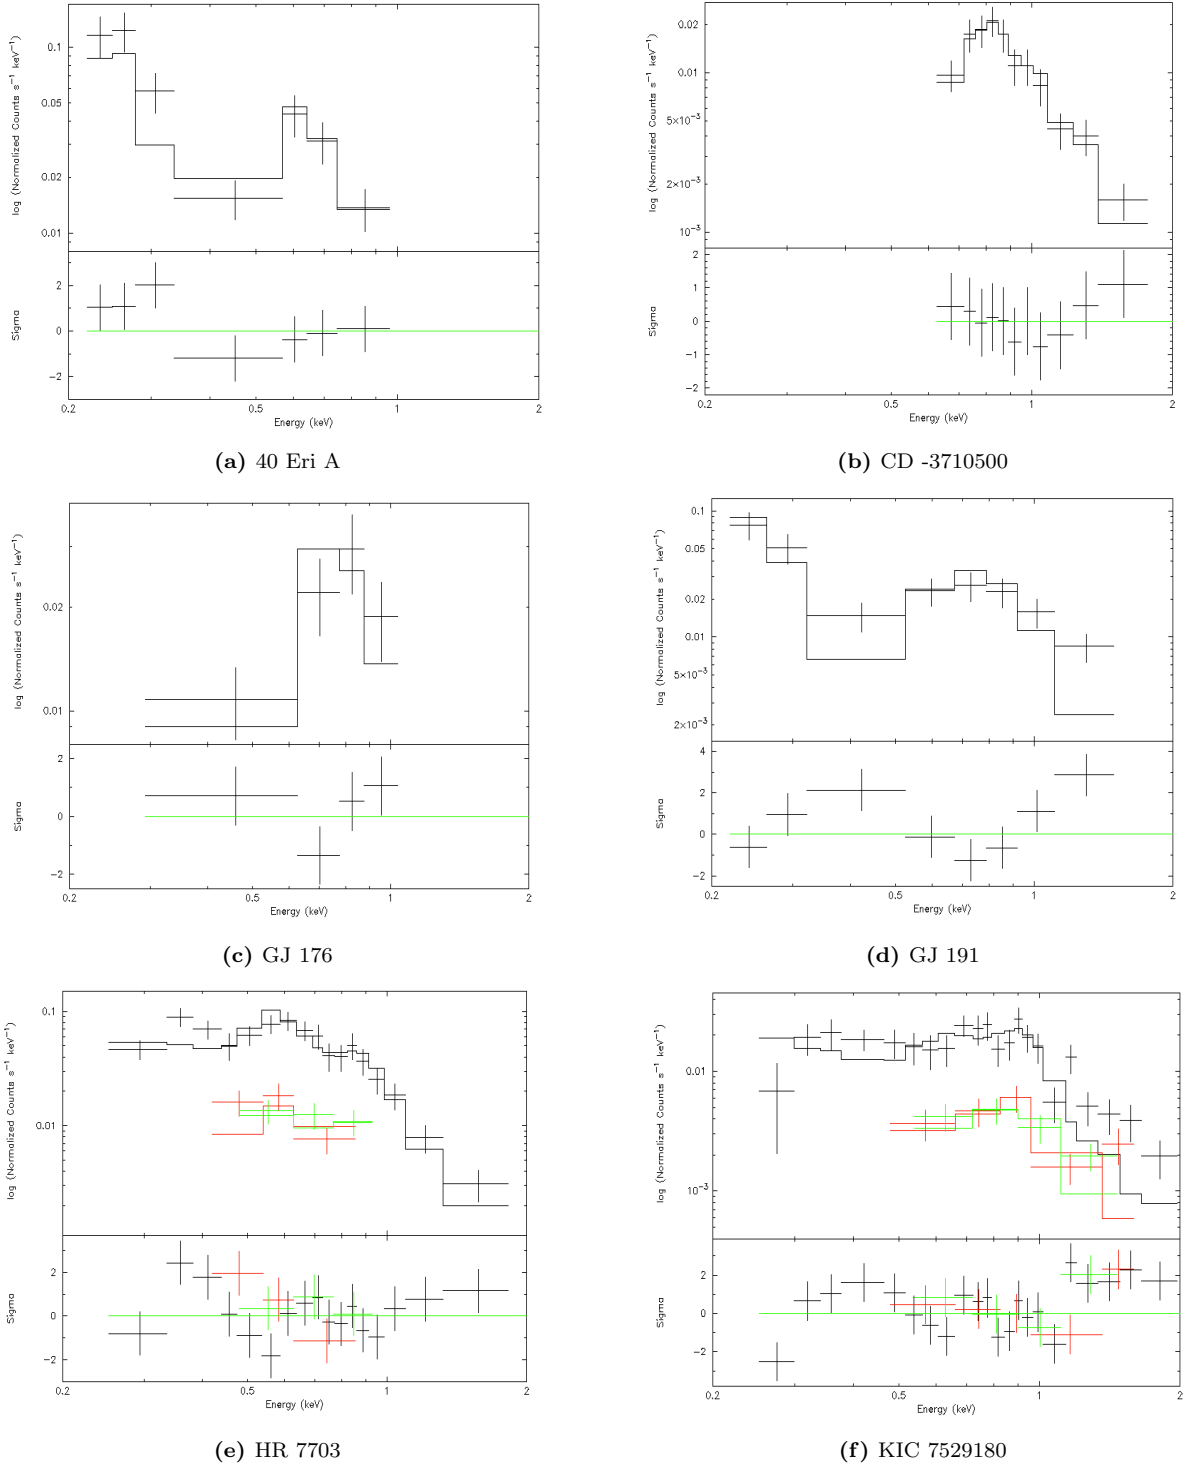 0.1
0.05
0.02
0.01
log (Normalized Counts s⁻¹ keV⁻¹)
2
0
−2
Sigma
0.2 0.5 1 2
Energy (keV)
(a) 40 Eri A
0.02
0.01
5×10⁻³
2×10⁻³
10⁻³
log (Normalized Counts s⁻¹ keV⁻¹)
2
1
0
−1
−2
Sigma
0.2 0.5 1 2
Energy (keV)
(b) CD -3710500
0.02
0.01
log (Normalized Counts s⁻¹ keV⁻¹)
2
0
−2
Sigma
0.2 0.5 1 2
Energy (keV)
(c) GJ 176
0.1
0.05
0.02
0.01
5×10⁻³
2×10⁻³
log (Normalized Counts s⁻¹ keV⁻¹)
4
2
0
−2
Sigma
0.2 0.5 1 2
Energy (keV)
(d) GJ 191
0.1
0.01
log (Normalized Counts s⁻¹ keV⁻¹)
2
0
−2
Sigma
0.2 0.5 1 2
Energy (keV)
(e) HR 7703
0.01
10⁻³
log (Normalized Counts s⁻¹ keV⁻¹)
2
0
−2
Sigma
0.2 0.5 1 2
Energy (keV)
(f) KIC 7529180